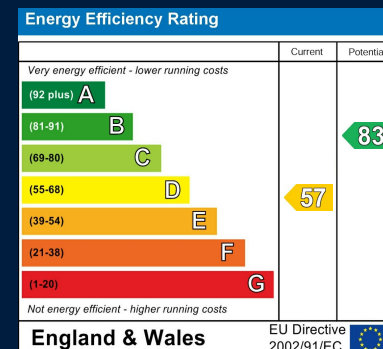 Energy Efficiency Rating
Current
Very energy efficient - lower running costs
(92 plus) A
(81-91) B
83
(69-80) C
(55-68) D
57
(39-54) E
(21-38) F
(1-20) G
Not energy efficient - higher running costs
England & Wales
EU Directive
2002/91/EC